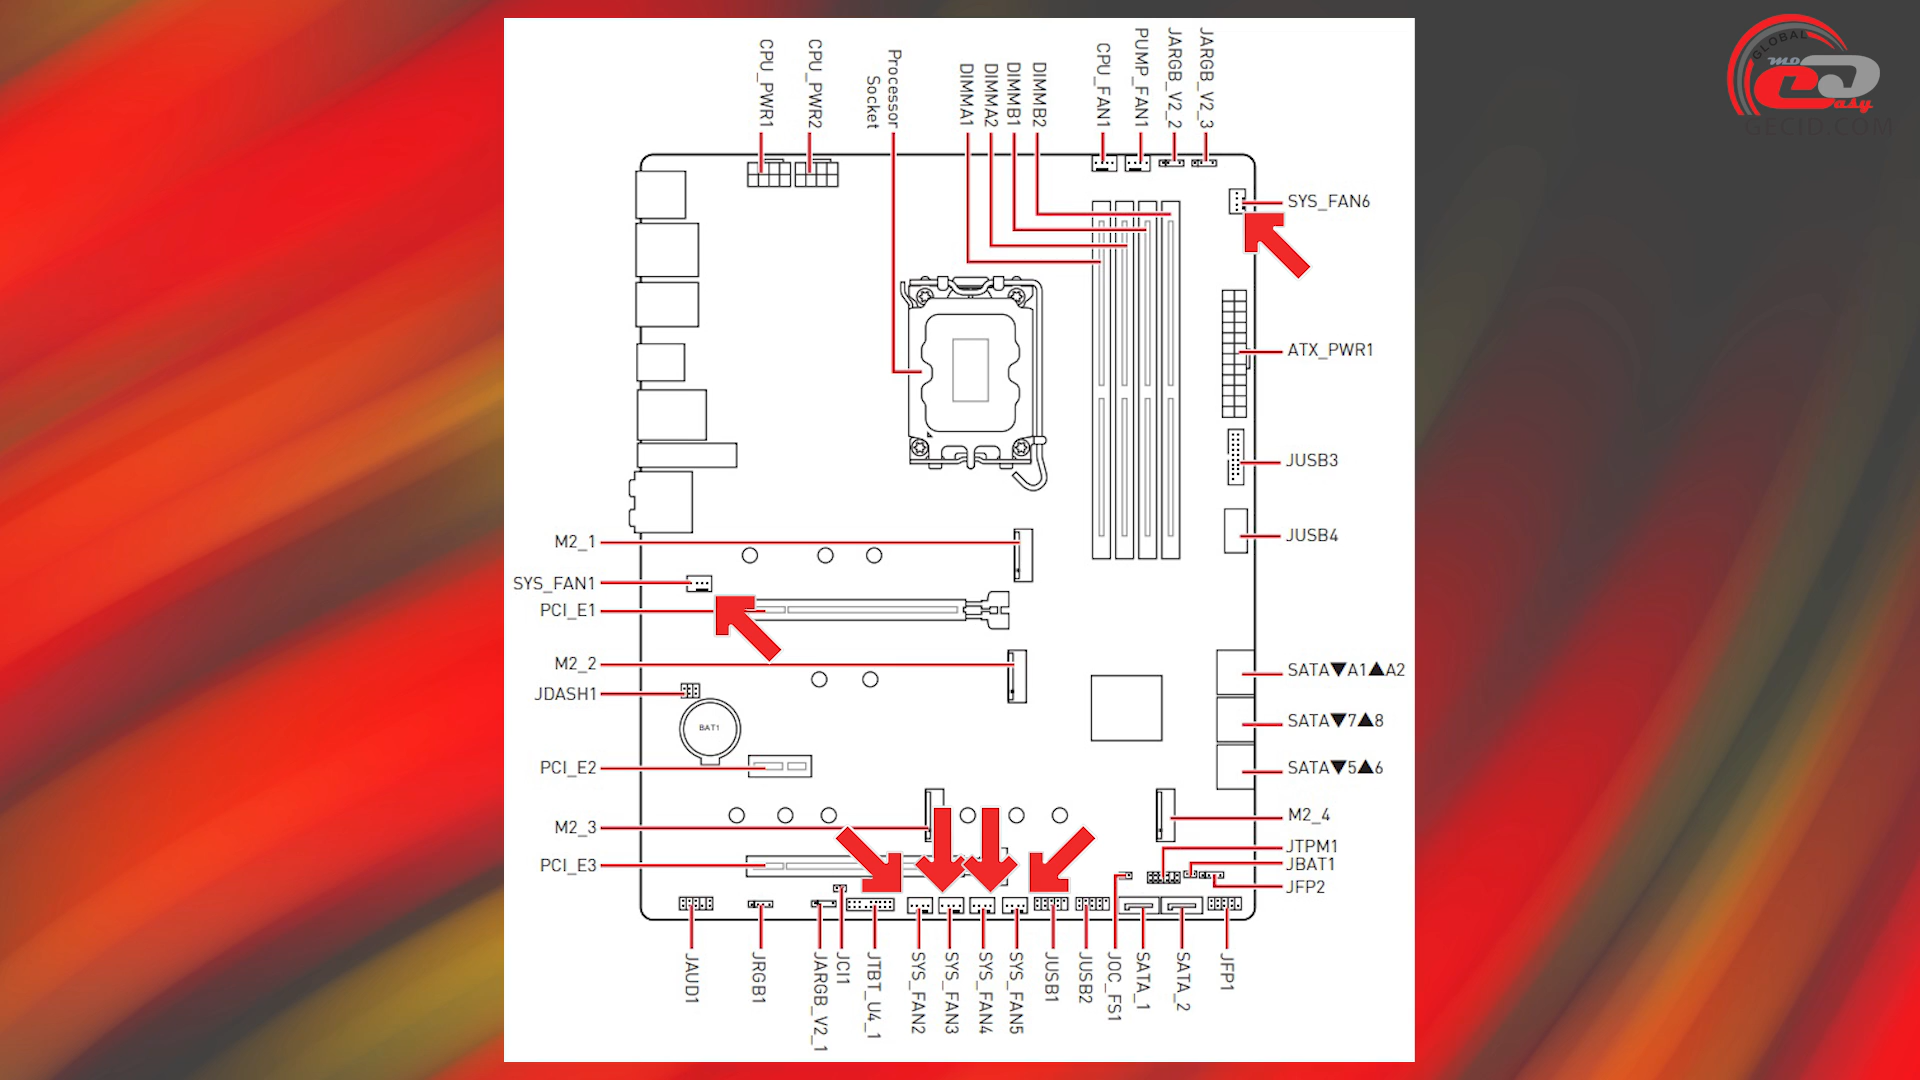 CPU_PWR1
CPU_PWR2
Processor
Socket
DIMMA1
DIMMA2
DIMMB1
DIMMB2
CPU_FAN1
PUMP_FAN1
JARGB_V2_2
JARGB_V2_3
GLOBAL
MO
easy
GECID.COM
SYS_FAN6
ATX_PWR1
JUSB3
JUSB4
M2_1
SYS_FAN1
PCI_E1
M2_2
JDASH1
BAT1
PCI_E2
M2_3
PCI_E3
SATA▼A1▲A2
SATA▼7▲8
SATA▼5▲6
M2_4
JTPM1
JBAT1
JFP2
JAUD1
JRGB1
JARGB_V2_1
JCI1
JTBT_U4_1
SYS_FAN2
SYS_FAN3
SYS_FAN4
SYS_FAN5
JUSB1
JUSB2
JOC_FS1
SATA_1
SATA_2
JFP1